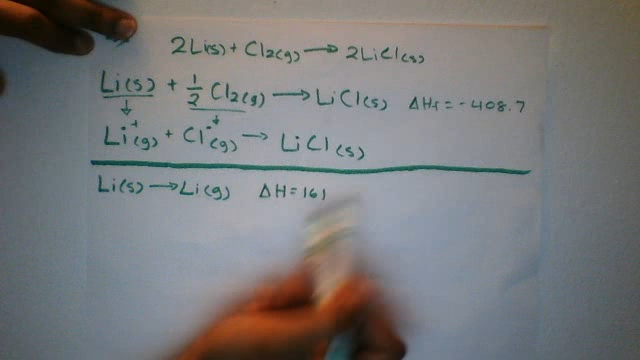 2Li(s) + Cl₂(g) → 2LiCl(s)
Li(s) + 1/2 Cl₂(g) → LiCl(s) ΔHf = -408.7
Li⁺(g) + Cl⁻(g) → LiCl(s)
Li(s) → Li(g) ΔH = 161